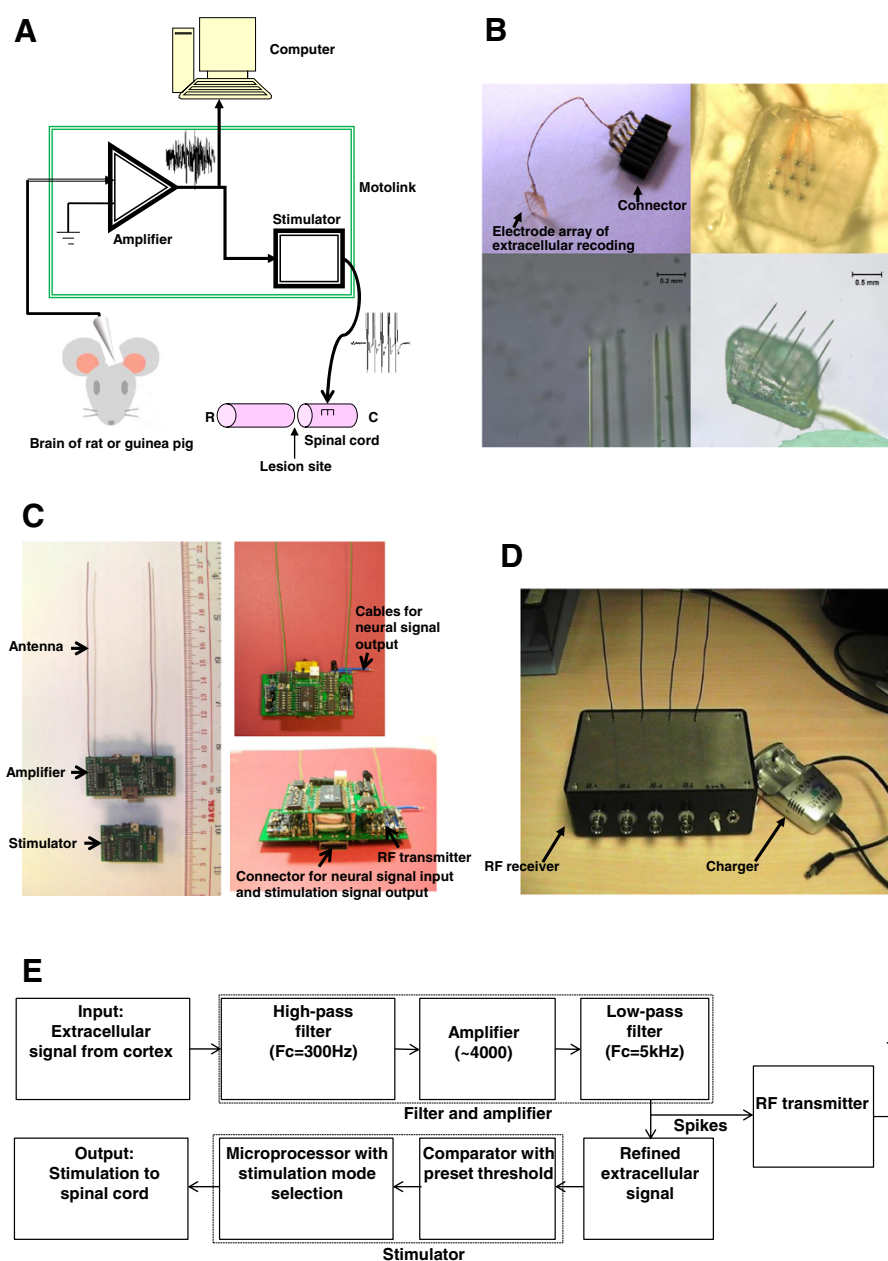 A
Computer
Motolink
Amplifier
Stimulator
Brain of rat or guinea pig
R
C
Spinal cord
Lesion site
B
Connector
Electrode array of
extracellular recoding
0.2 mm
0.5 mm
C
Antenna
Amplifier
Stimulator
Cables for
neural signal
output
RF transmitter
Connector for neural signal input
and stimulation signal output
D
RF receiver
Charger
E
Input:
Extracellular
signal from cortex
High-pass
filter
(Fc=300Hz)
Amplifier
(~4000)
Low-pass
filter
(Fc=5kHz)
Filter and amplifier
Spikes
RF transmitter
Output:
Stimulation to
spinal cord
Microprocessor with
stimulation mode
selection
Comparator with
preset threshold
Refined
extracellular
signal
Stimulator